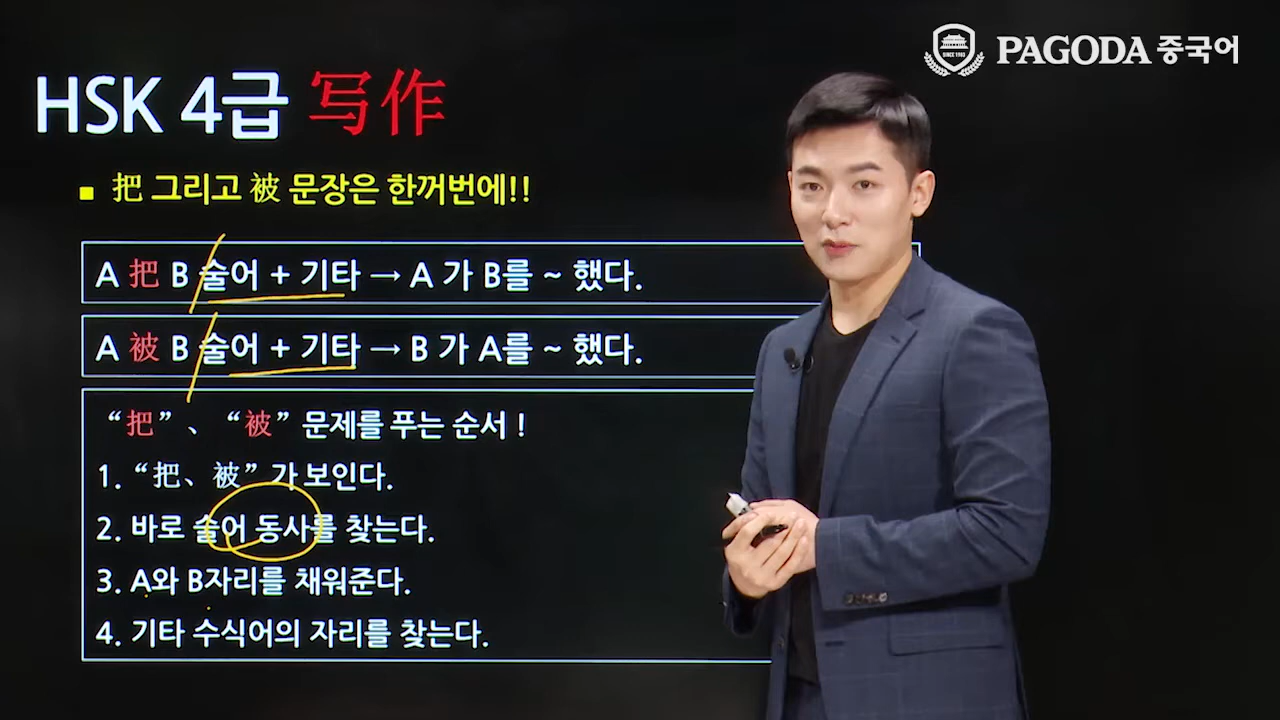 PAGODA 중국어
SINCE 1983
HSK 4급 写作
■ 把 그리고 被 문장은 한꺼번에!!
A 把 B 술어 + 기타 → A 가 B를 ~ 했다.
A 被 B 술어 + 기타 → B 가 A를 ~ 했다.
“把”、“被” 문제를 푸는 순서 !
1. “把、被”가 보인다.
2. 바로 술어 동사를 찾는다.
3. A와 B자리를 채워준다.
4. 기타 수식어의 자리를 찾는다.